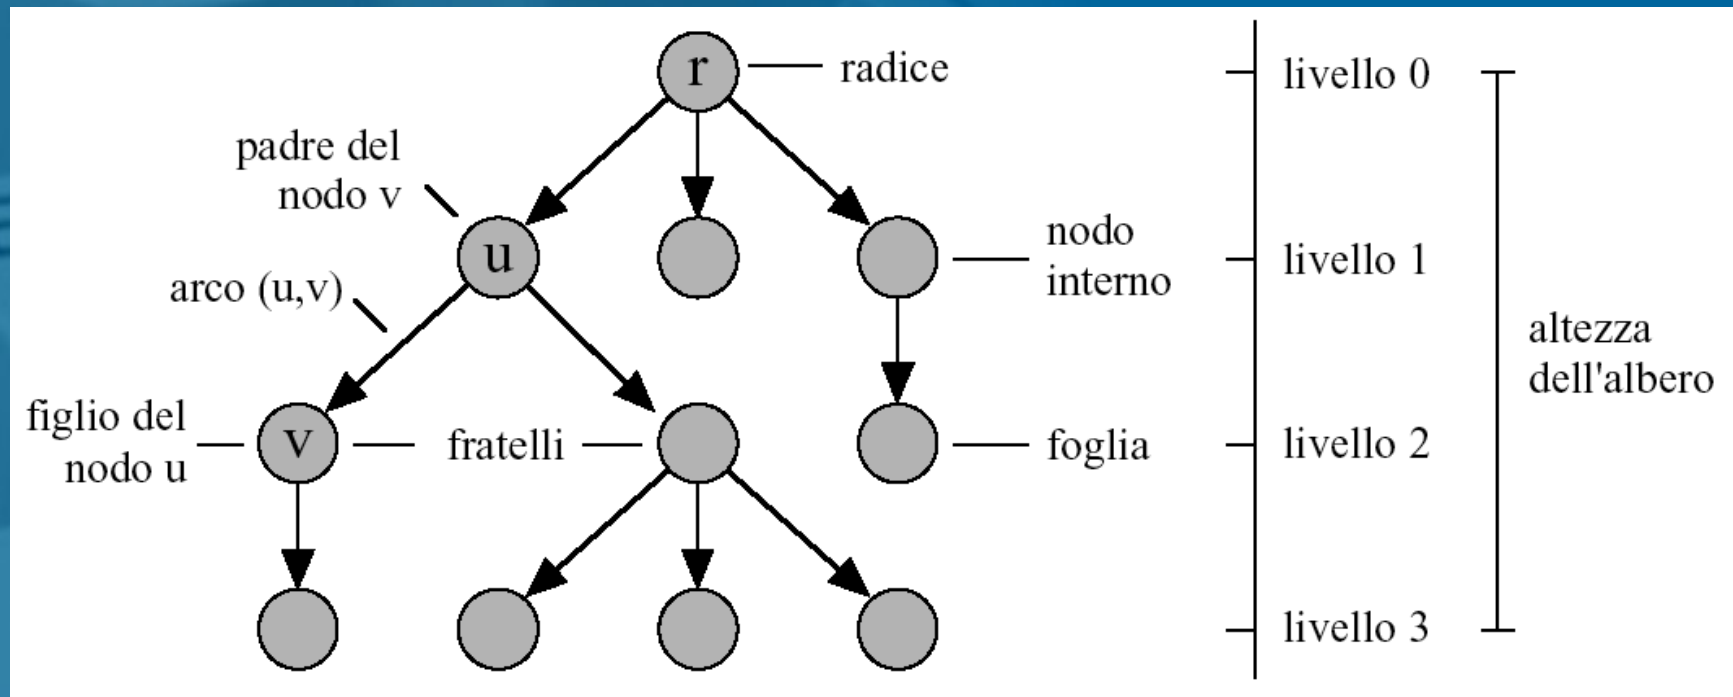 r
radice
livello 0
padre del
nodo v
u
nodo
interno
livello 1
arco (u,v)
altezza
dell'albero
figlio del
nodo u
v
fratelli
foglia
livello 2
livello 3